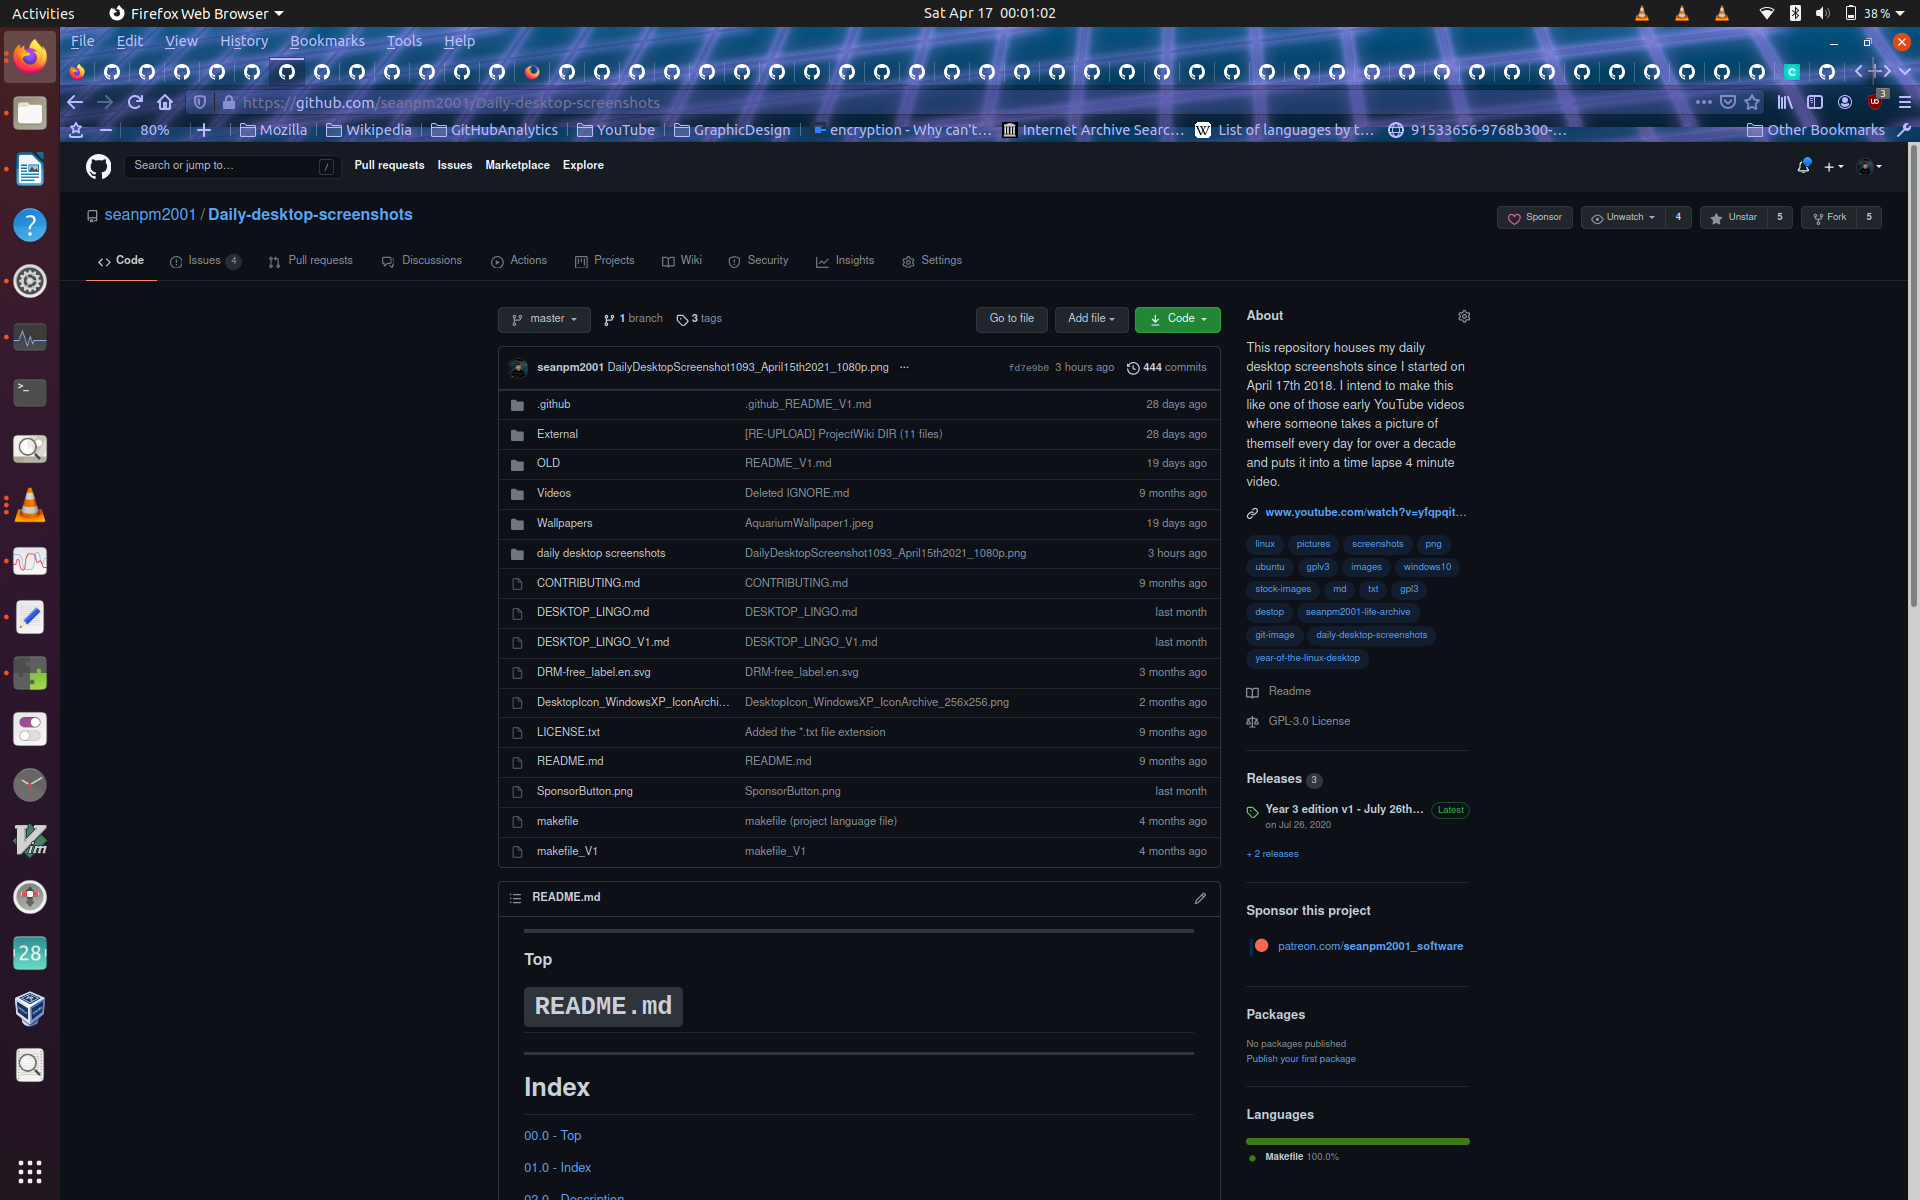 Activities
Firefox Web Browser
Sat Apr 17 00:01:02
38%
File Edit View History Bookmarks Tools Help
https://github.com/seanpm2001/Daily-desktop-screenshots
3
80%
Mozilla
Wikipedia
GitHubAnalytics
YouTube
GraphicDesign
encryption - Why can't...
Internet Archive Searc...
List of languages by t...
91533656-9768b300-...
Other Bookmarks
Search or jump to... /
Pull requests Issues Marketplace Explore
seanpm2001 / Daily-desktop-screenshots
Sponsor
Unwatch 4
Unstar 5
Fork 5
Code
Issues 4
Pull requests
Discussions
Actions
Projects
Wiki
Security
Insights
Settings
master
1 branch
3 tags
Go to file
Add file
Code
seanpm2001 DailyDesktopScreenshot1093_April15th2021_1080p.png ... fd7e9b0 3 hours ago 444 commits
.github .github_README_V1.md 28 days ago
External [RE-UPLOAD] ProjectWiki DIR (11 files) 28 days ago
OLD README_V1.md 19 days ago
Videos Deleted IGNORE.md 9 months ago
Wallpapers AquariumWallpaper1.jpeg 19 days ago
daily desktop screenshots DailyDesktopScreenshot1093_April15th2021_1080p.png 3 hours ago
CONTRIBUTING.md CONTRIBUTING.md 9 months ago
DESKTOP_LINGO.md DESKTOP_LINGO.md last month
DESKTOP_LINGO_V1.md DESKTOP_LINGO_V1.md last month
DRM-free_label.en.svg DRM-free_label.en.svg 3 months ago
DesktopIcon_WindowsXP_IconArchi... DesktopIcon_WindowsXP_IconArchive_256x256.png 2 months ago
LICENSE.txt Added the *.txt file extension 9 months ago
README.md README.md 9 months ago
SponsorButton.png SponsorButton.png last month
makefile makefile (project language file) 4 months ago
makefile_V1 makefile_V1 4 months ago
README.md
Top
README.md
Index
00.0 - Top
01.0 - Index
02.0 - Description
About
This repository houses my daily
desktop screenshots since I started on
April 17th 2018. I intend to make this
like one of those early YouTube videos
where someone takes a picture of
themself every day for over a decade
and puts it into a time lapse 4 minute
video.
www.youtube.com/watch?v=yfqpqit...
linux pictures screenshots png
ubuntu gplv3 images windows10
stock-images md txt gpl3
destop seanpm2001-life-archive
git-image daily-desktop-screenshots
year-of-the-linux-desktop
Readme
GPL-3.0 License
Releases 3
Year 3 edition v1 - July 26th... Latest
on Jul 26, 2020
+ 2 releases
Sponsor this project
patreon.com/seanpm2001_software
Packages
No packages published
Publish your first package
Languages
Makefile 100.0%
28